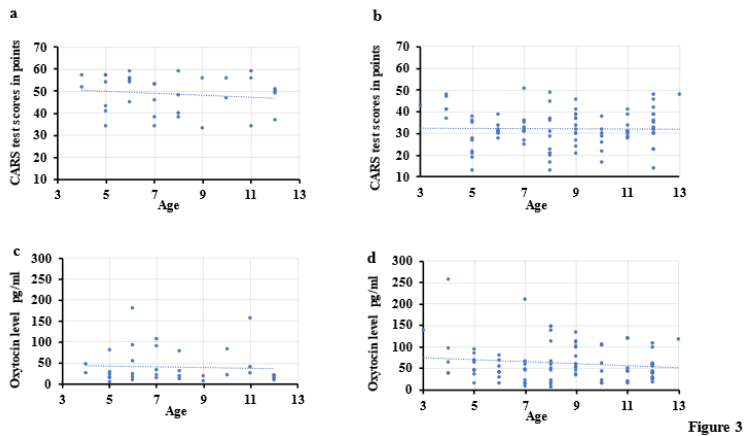 a
CARS test scores in points
70
60
50
40
30
20
10
3 5 7 9 11 13
Age
b
CARS test scores in points
70
60
50
40
30
20
10
3 5 7 9 11 13
Age
c
Oxytocin level pg/ml
300
250
200
150
100
50
0
3 5 7 9 11 13
Age
d
Oxytocin level pg/ml
300
250
200
150
100
50
0
3 5 7 9 11 13
Age
Figure 3